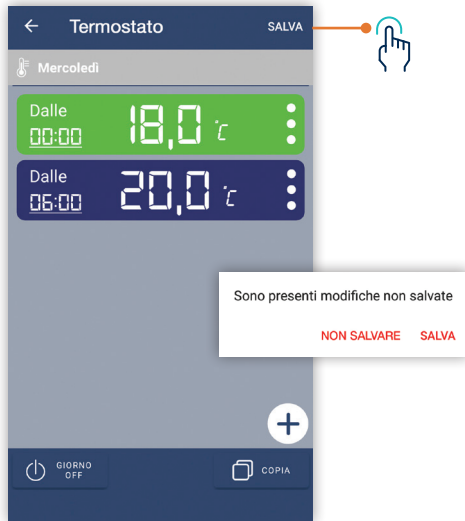 Termostato SALVA
Mercoledì
Dalle
00:00 18,0 °C
Dalle
06:00 20,0 °C
Sono presenti modifiche non salvate
NON SALVARE SALVA
GIORNO
OFF
COPIA